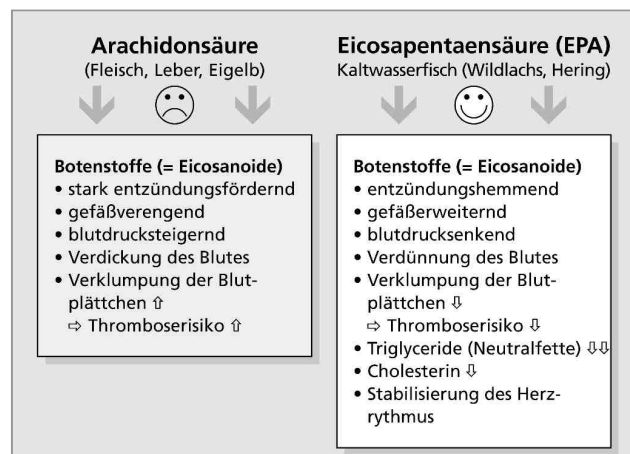 Arachidonsäure
(Fleisch, Leber, Eigelb)
Botenstoffe (= Eicosanoide)
• stark entzündungsfördernd
• gefäßverengend
• blutdrucksteigernd
• Verdickung des Blutes
• Verklumpung der Blut-
plättchen ⇧
⇨ Thromboserisiko ⇧
Eicosapentaensäure (EPA)
Kaltwasserfisch (Wildlachs, Hering)
Botenstoffe (= Eicosanoide)
• entzündungshemmend
• gefäßerweiternd
• blutdrucksenkend
• Verdünnung des Blutes
• Verklumpung der Blut-
plättchen ⇩
⇨ Thromboserisiko ⇩
• Triglyceride (Neutralfette) ⇩⇩
• Cholesterin ⇩
• Stabilisierung des Herz-
rythmus